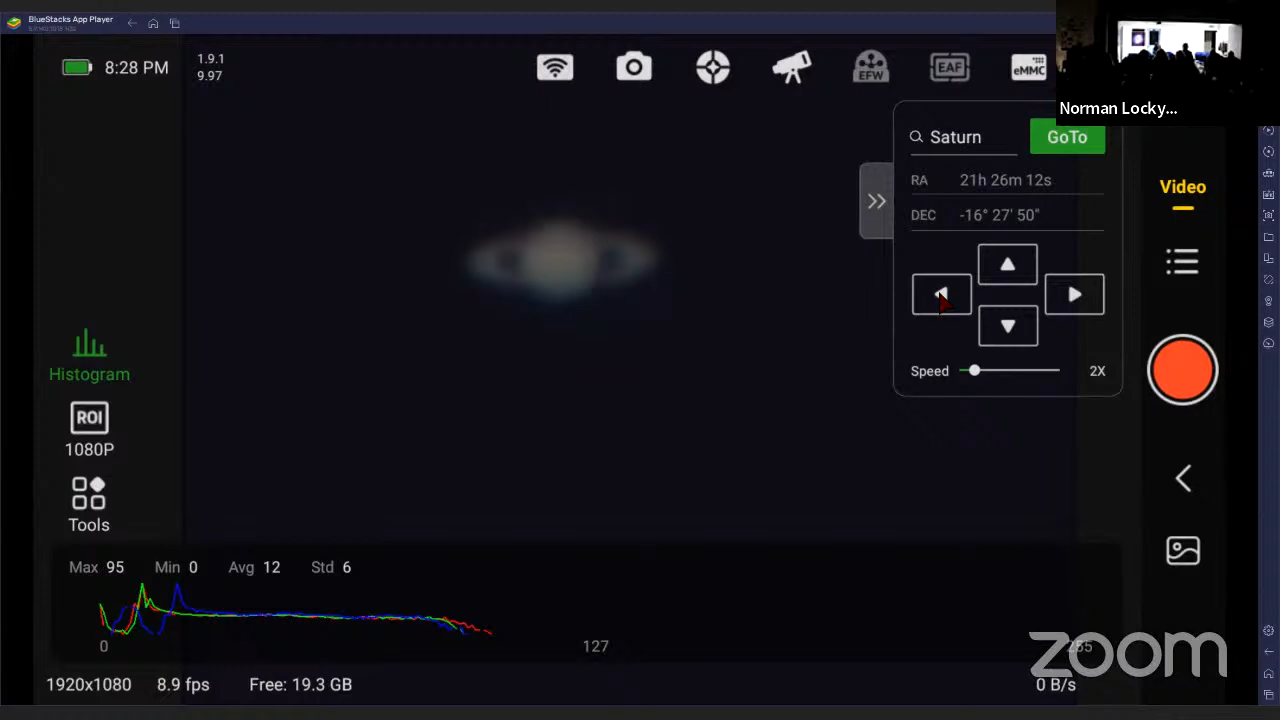 BlueStacks App Player
8:28 PM
1.9.1
9.97
EFW
EAF
eMMC
Norman Locky...
Saturn
GoTo
RA 21h 26m 12s
DEC -16° 27' 50"
Video
Speed 2X
Histogram
ROI
1080P
Tools
Max 95 Min 0 Avg 12 Std 6
0 127 255
zoom
1920x1080 8.9 fps Free: 19.3 GB 0 B/s